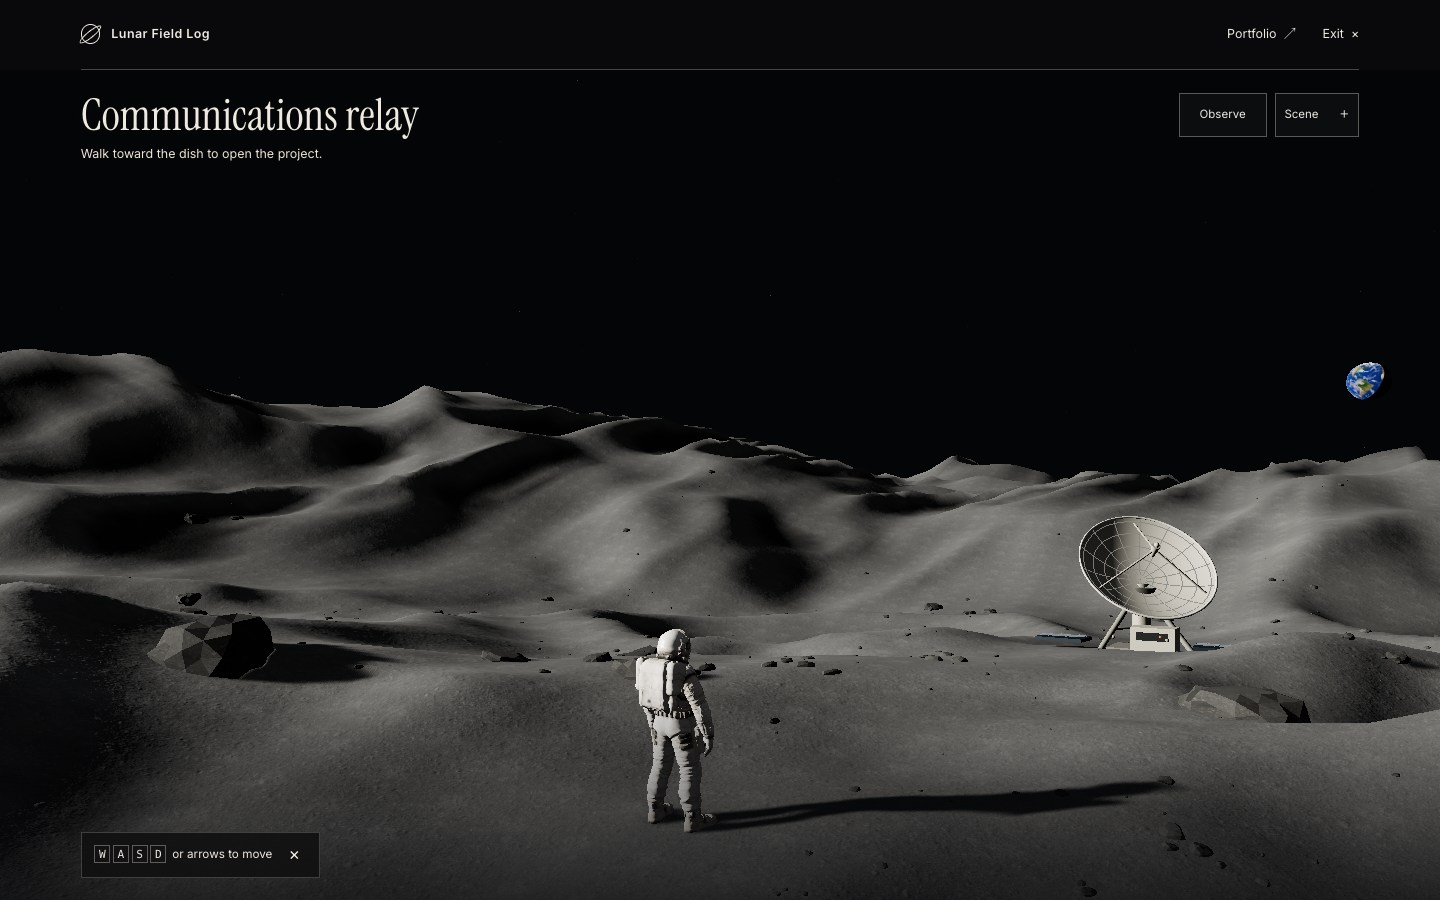 Lunar Field Log
Portfolio ↗ Exit ×
Communications relay
Walk toward the dish to open the project.
Observe
Scene +
W A S D or arrows to move ×